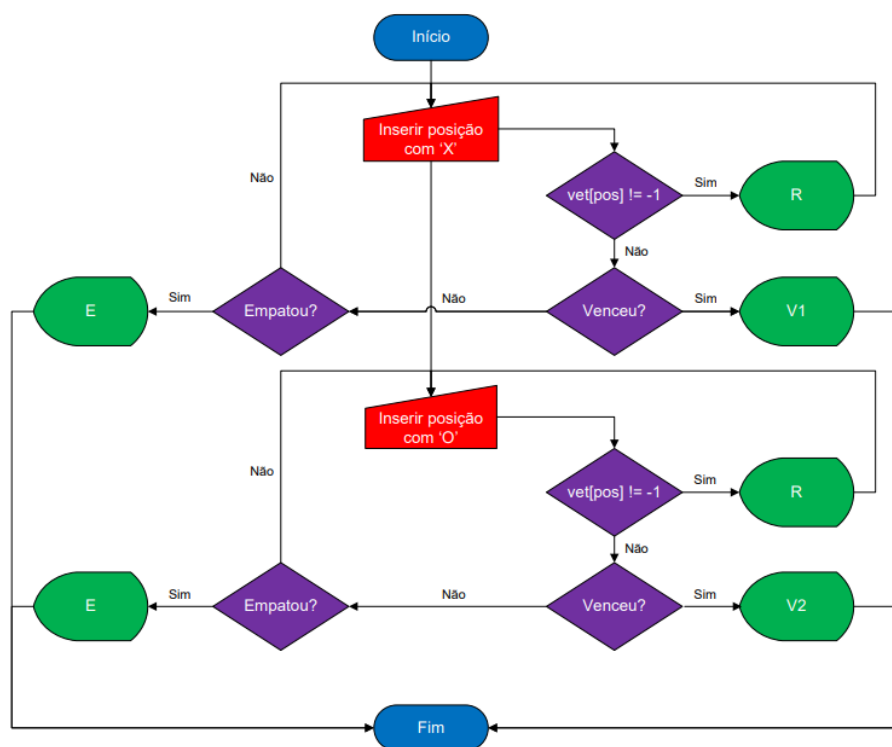 Início
Inserir posição
com ‘X’
Não
vet[pos] != -1
Sim
R
Não
E
Sim
Empatou?
Não
Venceu?
Sim
V1
Inserir posição
com ‘O’
Não
vet[pos] != -1
Sim
R
Não
E
Sim
Empatou?
Não
Venceu?
Sim
V2
Fim